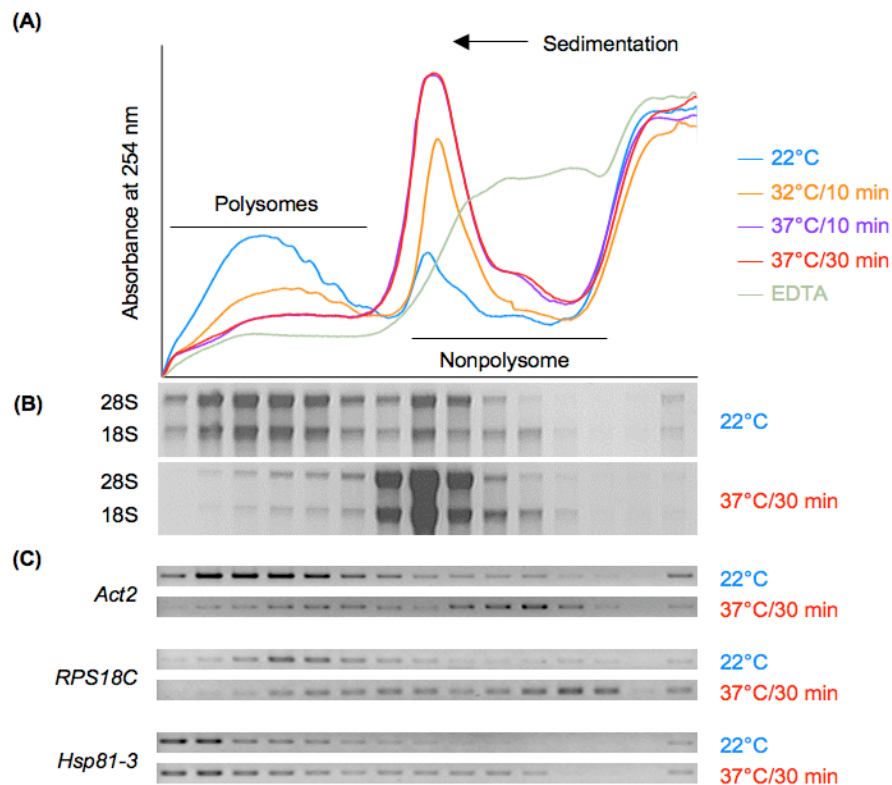 (A)
Sedimentation
Absorbance at 254 nm
Polysomes
Nonpolysome
22°C
32°C/10 min
37°C/10 min
37°C/30 min
EDTA
(B)
28S
18S
22°C
28S
18S
37°C/30 min
(C)
Act2
22°C
37°C/30 min
RPS18C
22°C
37°C/30 min
Hsp81-3
22°C
37°C/30 min